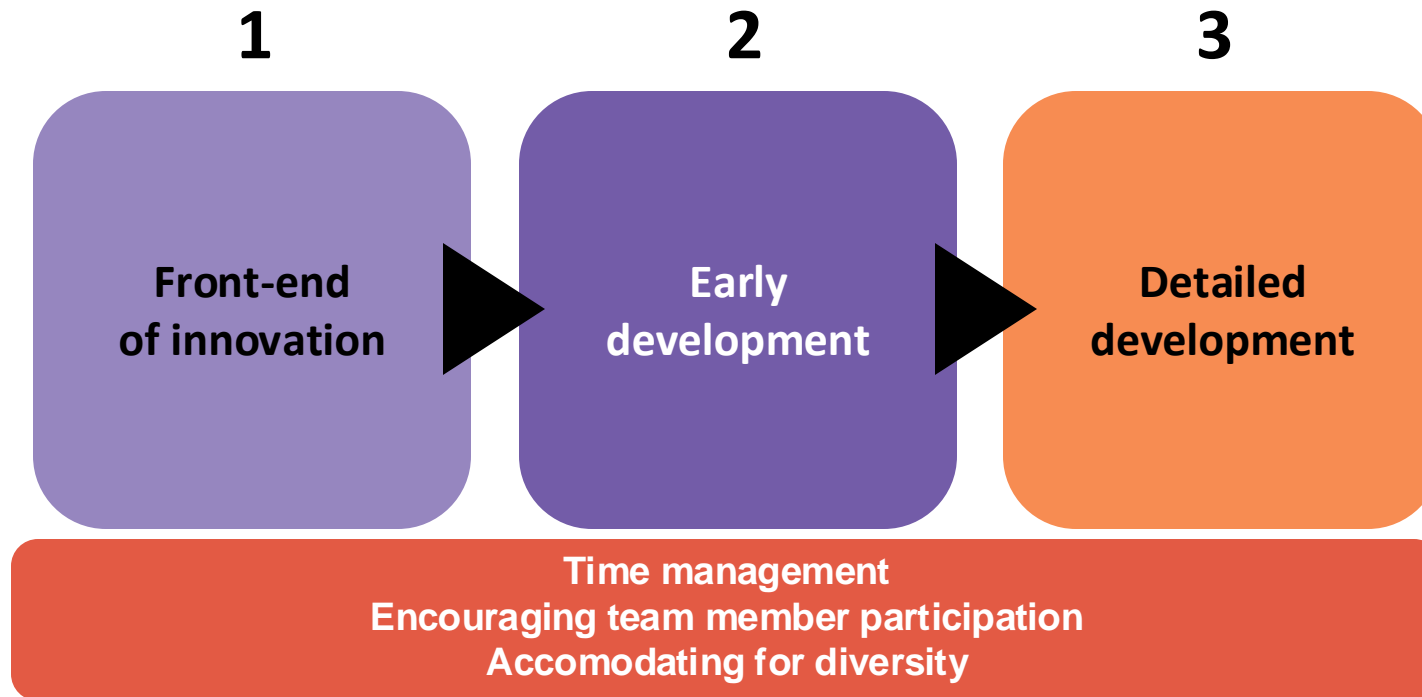 1
2
3
Front-end
of innovation
Early
development
Detailed
development
Time management
Encouraging team member participation
Accomodating for diversity